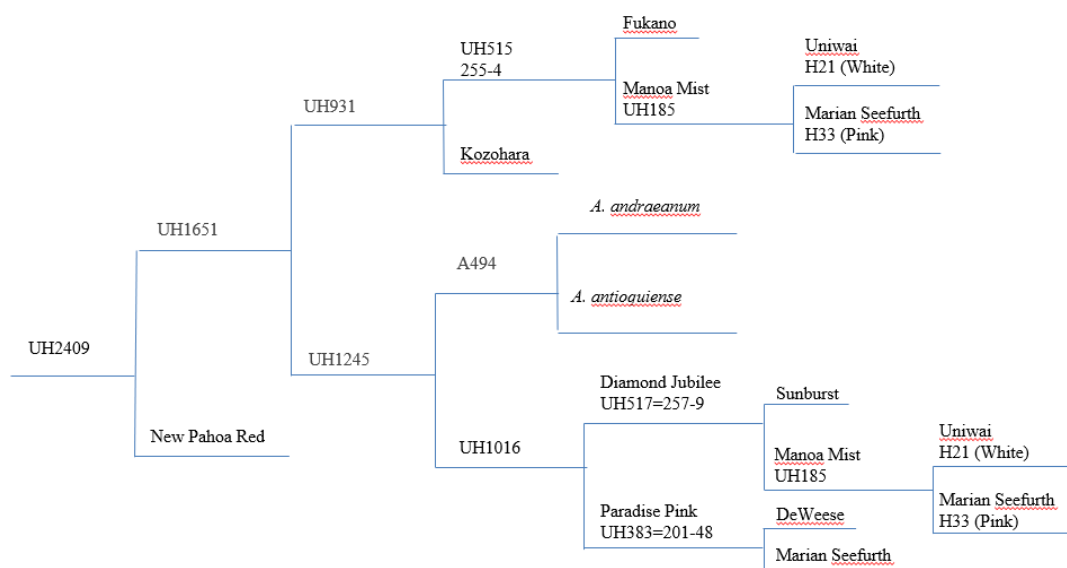 Fukano
UH515
255-4
Uniwai
H21 (White)
Manoa Mist
UH185
UH931
Marian Seefurth
H33 (Pink)
Kozohara
A. andraeanum
UH1651
A494
A. antioquiense
UH2409
UH1245
Diamond Jubilee
UH517=257-9
Sunburst
New Pahoa Red
UH1016
Uniwai
H21 (White)
Manoa Mist
UH185
Marian Seefurth
H33 (Pink)
Paradise Pink
UH383=201-48
DeWeese
Marian Seefurth